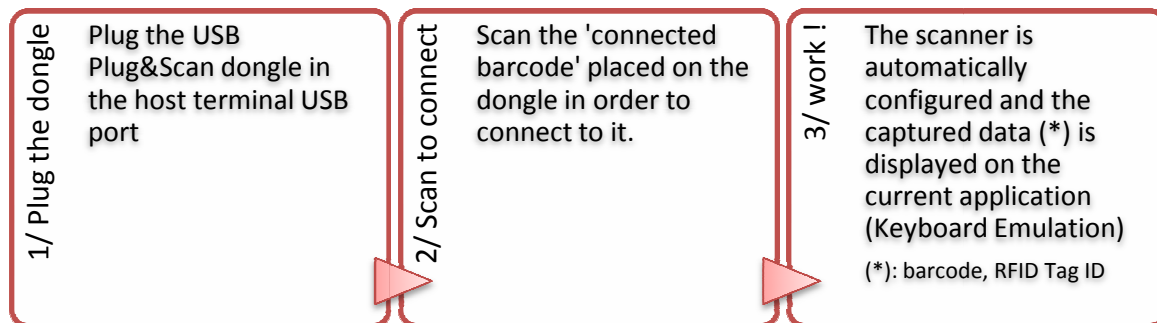 1/ Plug the dongle
Plug the USB
Plug&Scan dongle in
the host terminal USB
port
2/ Scan to connect
Scan the 'connected
barcode' placed on the
dongle in order to
connect to it.
3/ work !
The scanner is
automatically
configured and the
captured data (*) is
displayed on the
current application
(Keyboard Emulation)
(*): barcode, RFID Tag ID